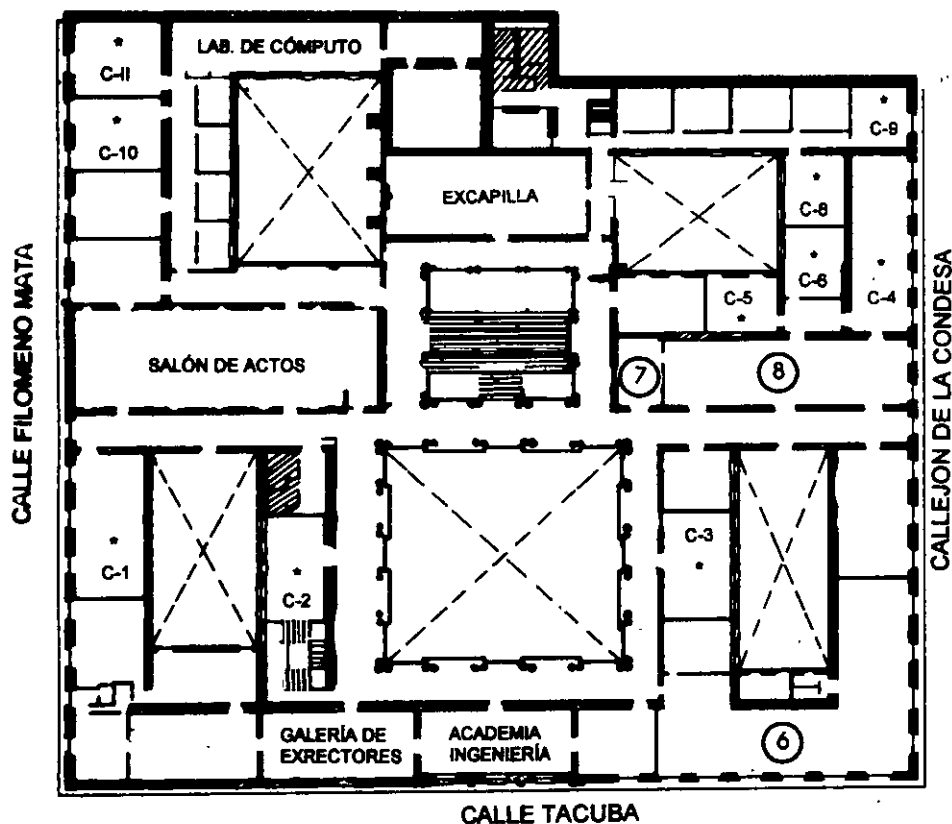 LAB. DE CÓMPUTO
C-11
C-9
C-10
EXCAPILLA
C-8
C-6
C-4
C-5
CALLE FILOMENO MATA
CALLEJON DE LA CONDESA
SALÓN DE ACTOS
7
8
C-1
C-2
C-3
GALERÍA DE
EXRECTORES
ACADEMIA
INGENIERÍA
6
CALLE TACUBA